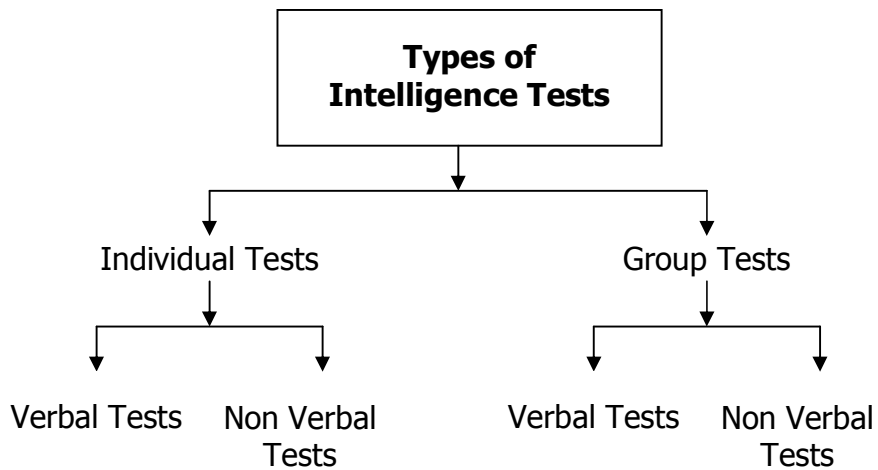 Types of
Intelligence Tests
Individual Tests
Group Tests
Verbal Tests
Non Verbal
Tests
Verbal Tests
Non Verbal
Tests